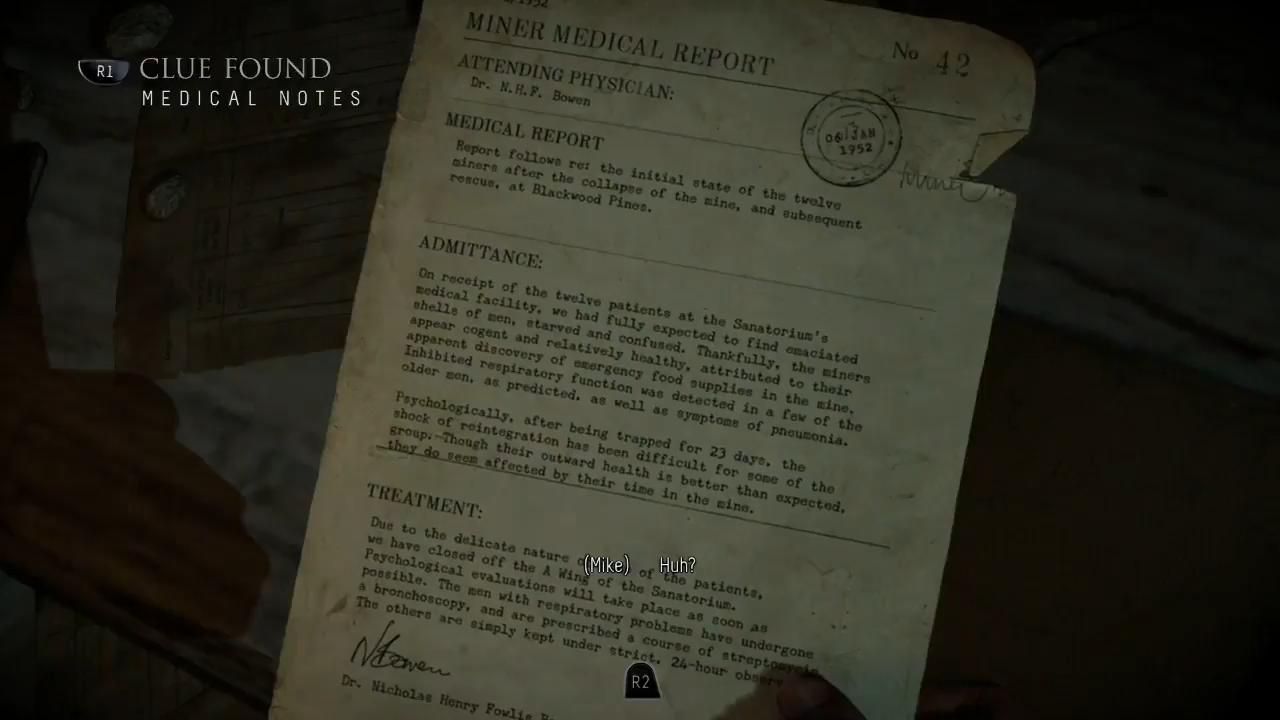 R1 CLUE FOUND
MEDICAL NOTES
1952
MINER MEDICAL REPORT
No 42
ATTENDING PHYSICIAN:
Dr. N.H.F. Bowen
06 JAN
1952
MEDICAL REPORT
Report follows re: the initial state of the twelve
miners after the collapse of the mine, and subsequent
rescue, at Blackwood Pines.
ADMITTANCE:
On receipt of the twelve patients at the Sanatorium's
medical facility, we had fully expected to find emaciated
shells of men, starved and confused. Thankfully, the miners
appear cogent and relatively healthy, attributed to their
apparent discovery of emergency food supplies in the mine.
Inhibited respiratory function was detected in a few of the
older men, as predicted, as well as symptoms of pneumonia.
Psychologically, after being trapped for 23 days, the
shock of reintegration has been difficult for some of the
group. Though their outward health is better than expected,
they do seem affected by their time in the mine.
TREATMENT:
Due to the delicate nature of the patients,
we have closed off the A Wing of the Sanatorium.
Psychological evaluations will take place as soon as
possible. The men with respiratory problems have undergone
a bronchoscopy, and are prescribed a course of streptomycin
The others are simply kept under strict, 24-hour
NBowen
Dr. Nicholas Henry Fowlis
(Mike) Huh?
R2